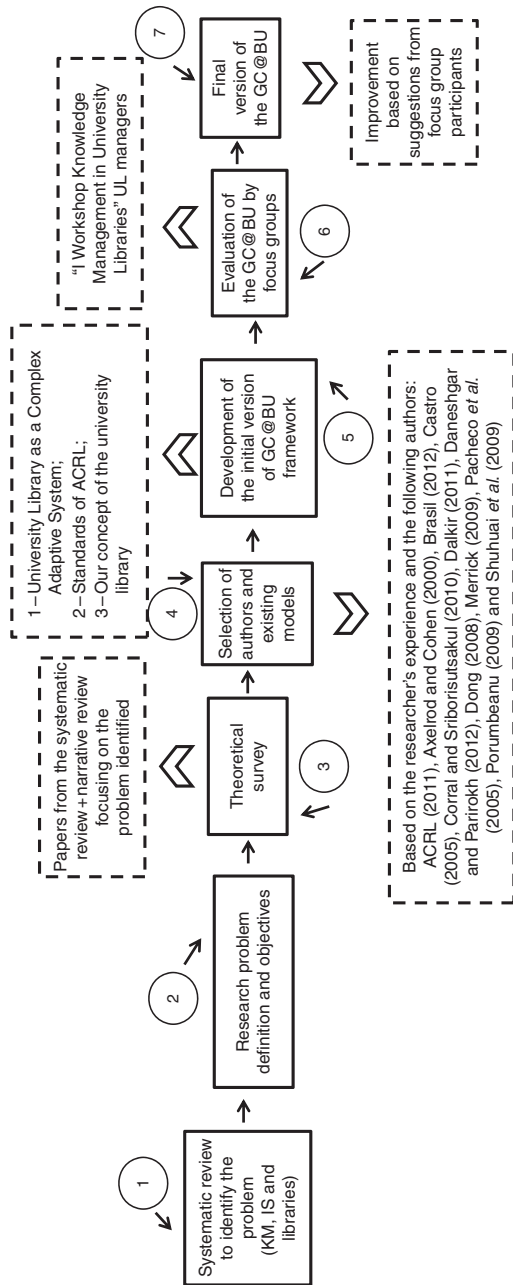 1
Systematic review
to identify the
problem
(KM, IS and
libraries)
2
Research problem
definition and objectives
Papers from the systematic
review + narrative review
focusing on the
problem identified
Theoretical
survey
3
4
Selection of
authors and
existing
models
Based on the researcher's experience and the following authors:
ACRL (2011), Axelrod and Cohen (2000), Brasil (2012), Castro
(2005), Corral and Sriborisutsakul (2010), Dalkir (2011), Daneshgar
and Parirokh (2012), Dong (2008), Merrick (2009), Pacheco et al.
(2005), Porumbeanu (2009) and Shuhuai et al. (2009)
1 – University Library as a Complex
Adaptive System;
2 – Standards of ACRL;
3 – Our concept of the university
library
Development of
the initial version
of GC@BU
framework
5
"I Workshop Knowledge
Management in University
Libraries" UL managers
Evaluation of
the GC@BU by
focus groups
6
7
Final
version of
the GC@BU
Improvement
based on
suggestions from
focus group
participants